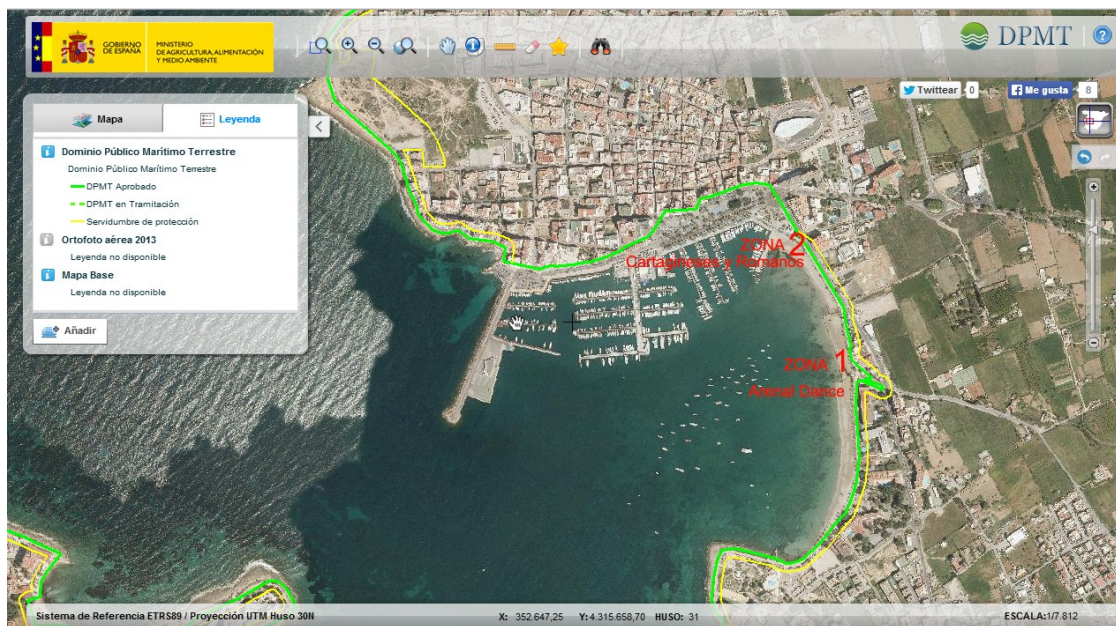 GOBIERNO
DE ESPAÑA
MINISTERIO
DE AGRICULTURA, ALIMENTACIÓN
Y MEDIO AMBIENTE
DPMT
Twittear 0
Me gusta 8
Mapa
Leyenda
Dominio Público Marítimo Terrestre
Dominio Público Marítimo Terrestre
DPMT Aprobado
DPMT en Tramitación
Servidumbre de protección
Ortofoto aérea 2013
Leyenda no disponible
Mapa Base
Leyenda no disponible
Añadir
ZONA 2
Cartagineses y Romanos
ZONA 1
Arenal Dance
Sistema de Referencia ETRS89 / Proyección UTM Huso 30N
X: 352.647,25 Y: 4.315.658,70 HUSO: 31
ESCALA:1/7.812